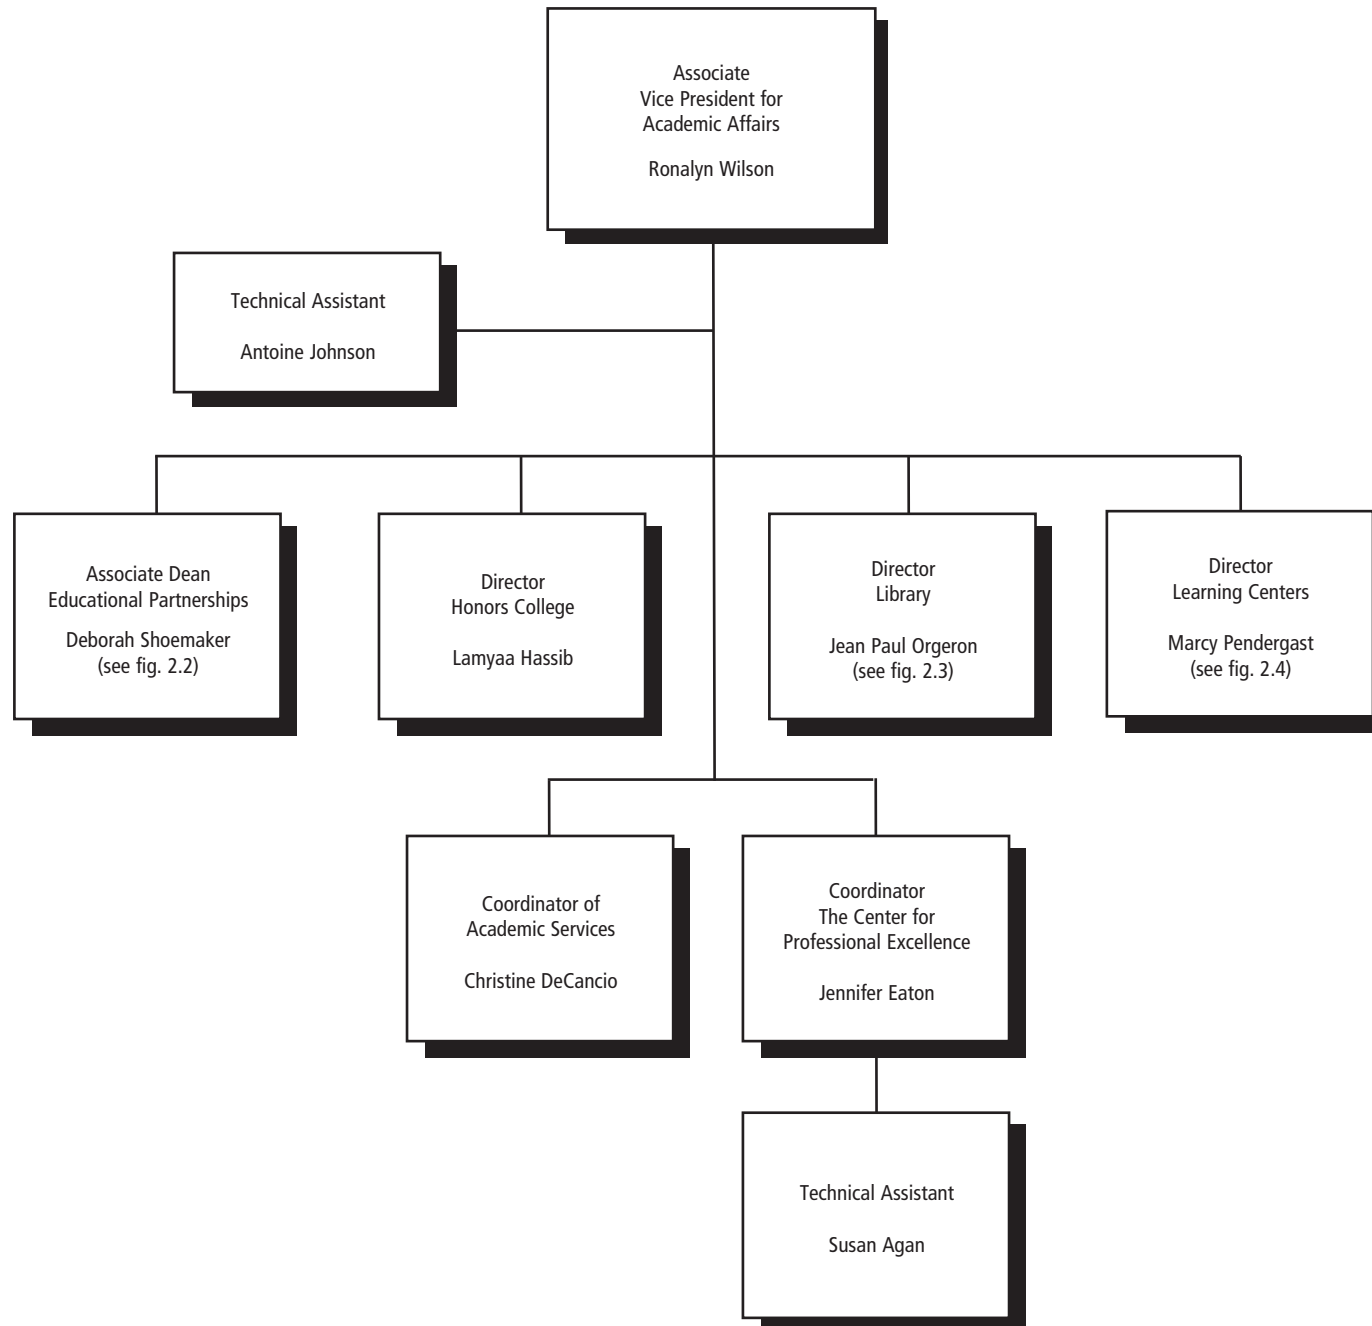 Associate
Vice President for
Academic Affairs
Ronalyn Wilson
Technical Assistant
Antoine Johnson
Associate Dean
Educational Partnerships
Deborah Shoemaker
(see fig. 2.2)
Director
Honors College
Lamyaa Hassib
Director
Library
Jean Paul Orgeron
(see fig. 2.3)
Director
Learning Centers
Marcy Pendergast
(see fig. 2.4)
Coordinator of
Academic Services
Christine DeCancio
Coordinator
The Center for
Professional Excellence
Jennifer Eaton
Technical Assistant
Susan Agan